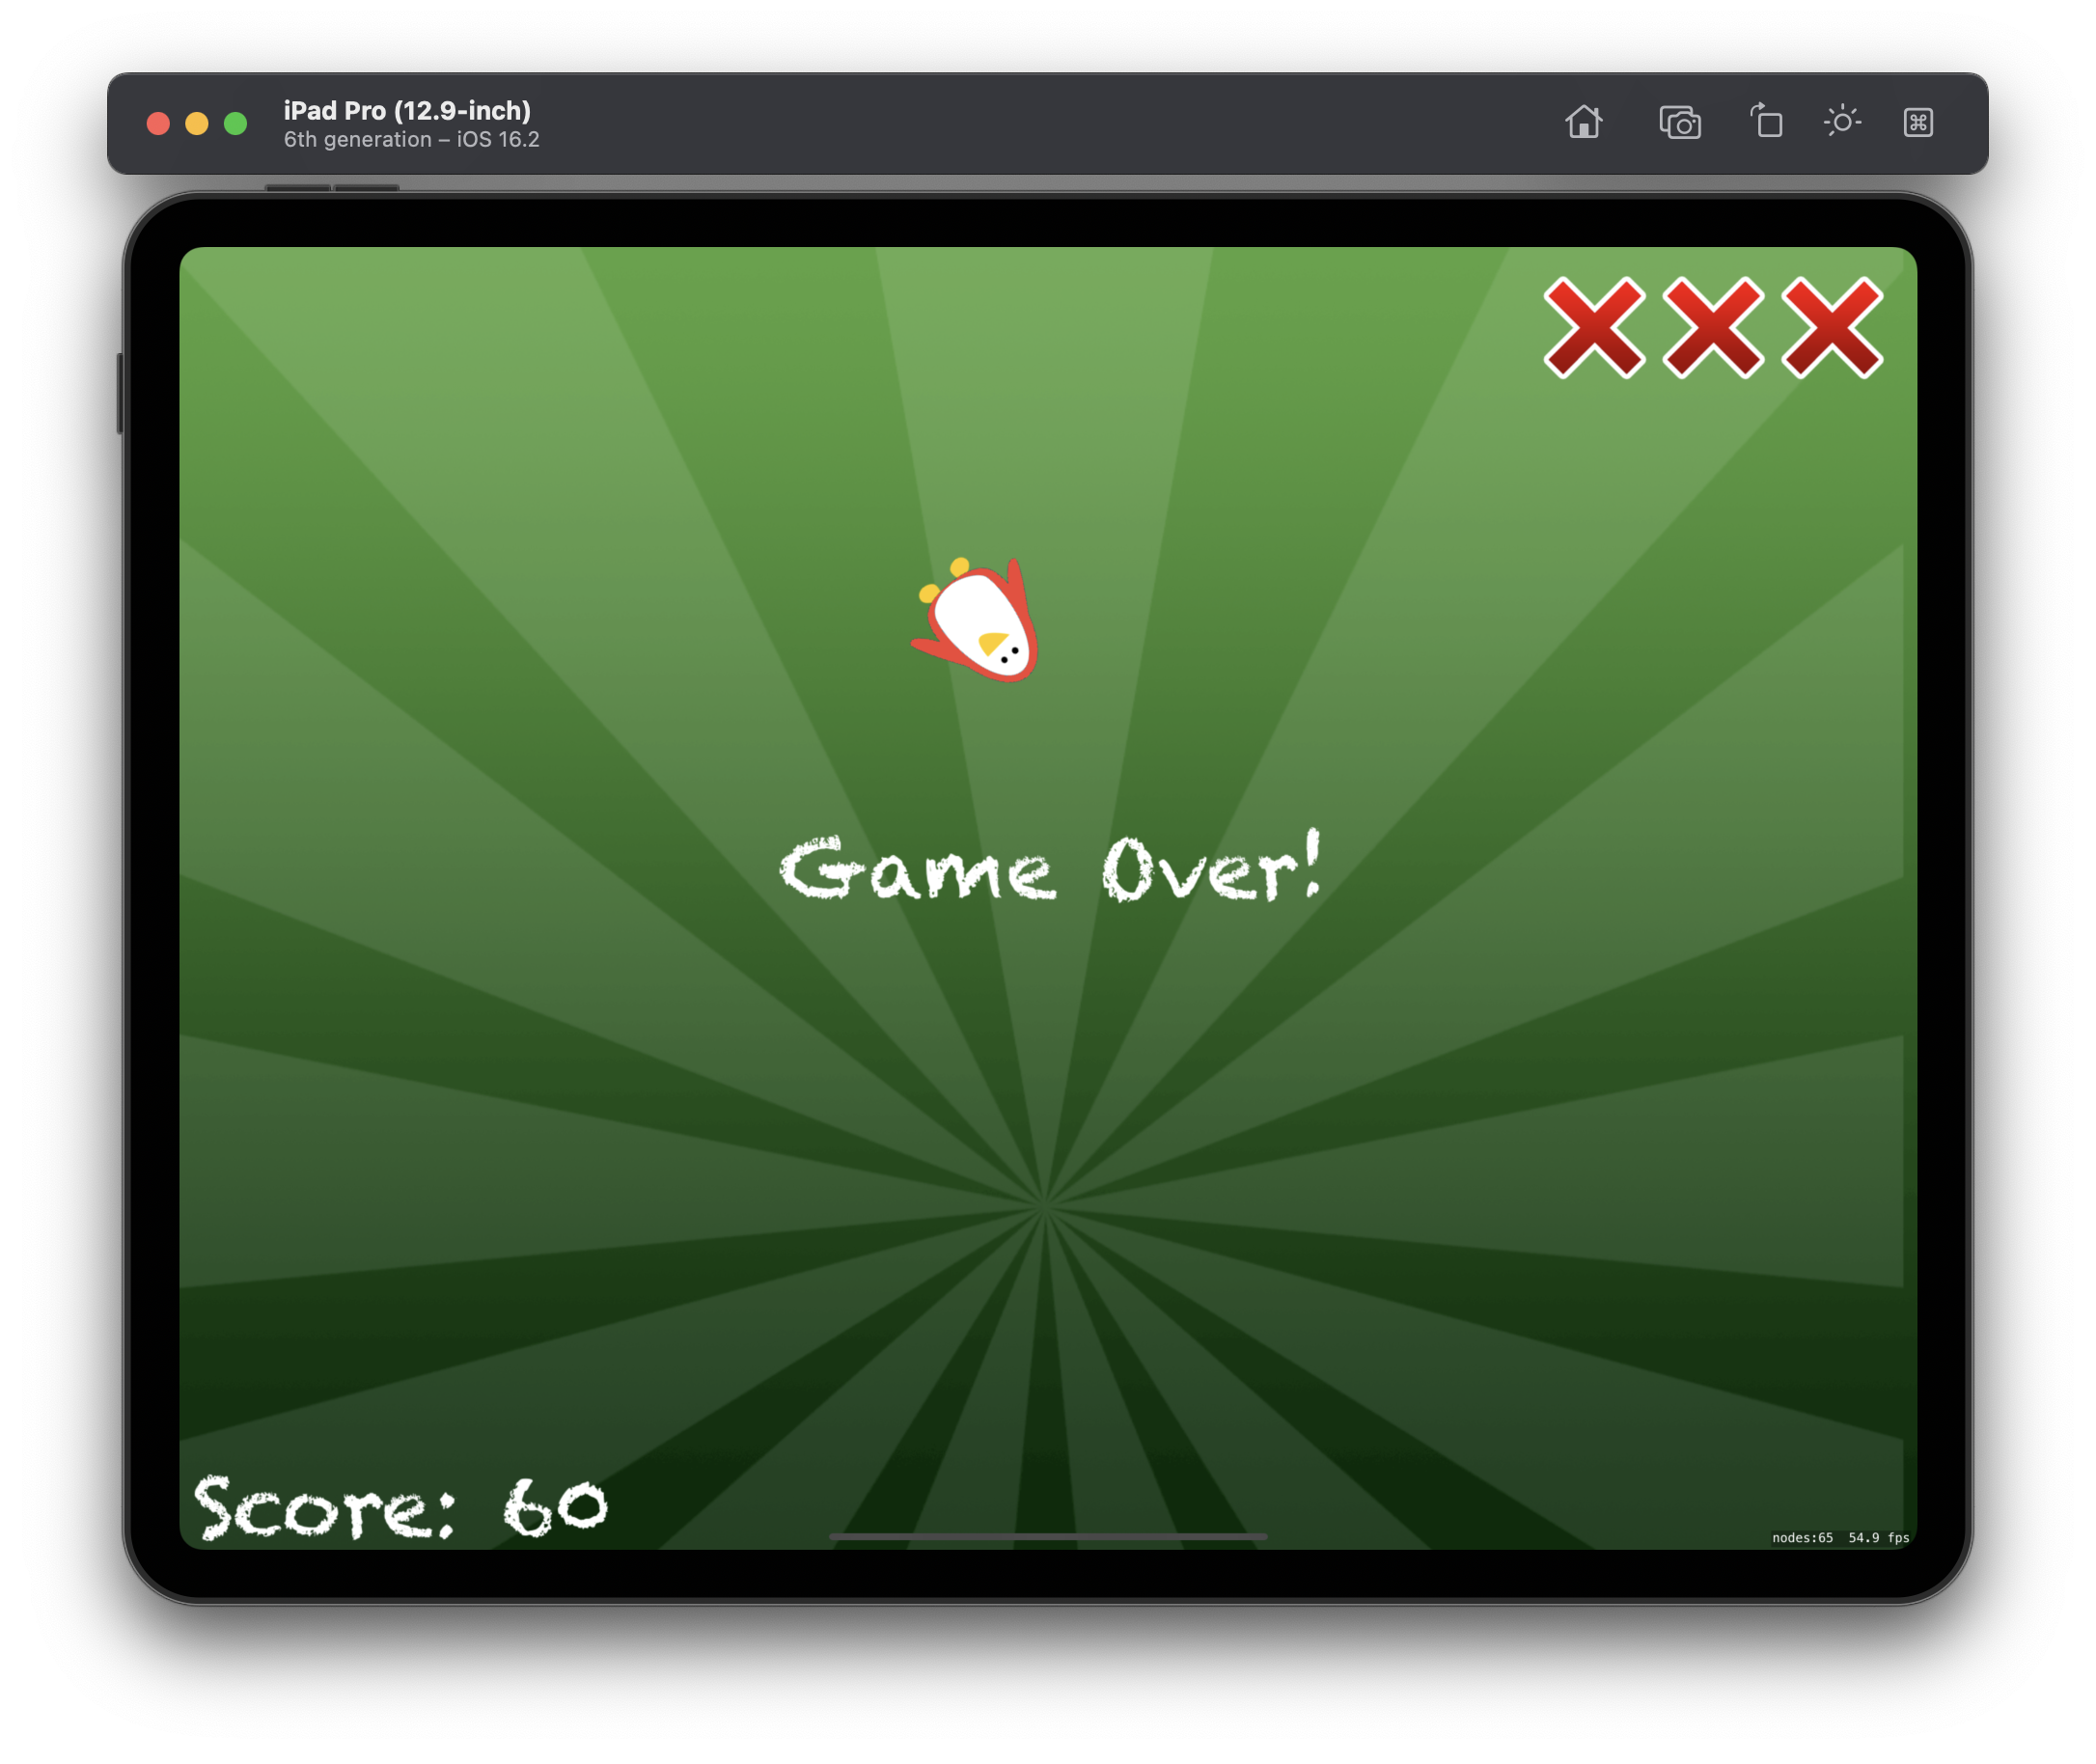 iPad Pro (12.9-inch)
6th generation – iOS 16.2
Game Over!
Score: 60
nodes:65 54.9 fps